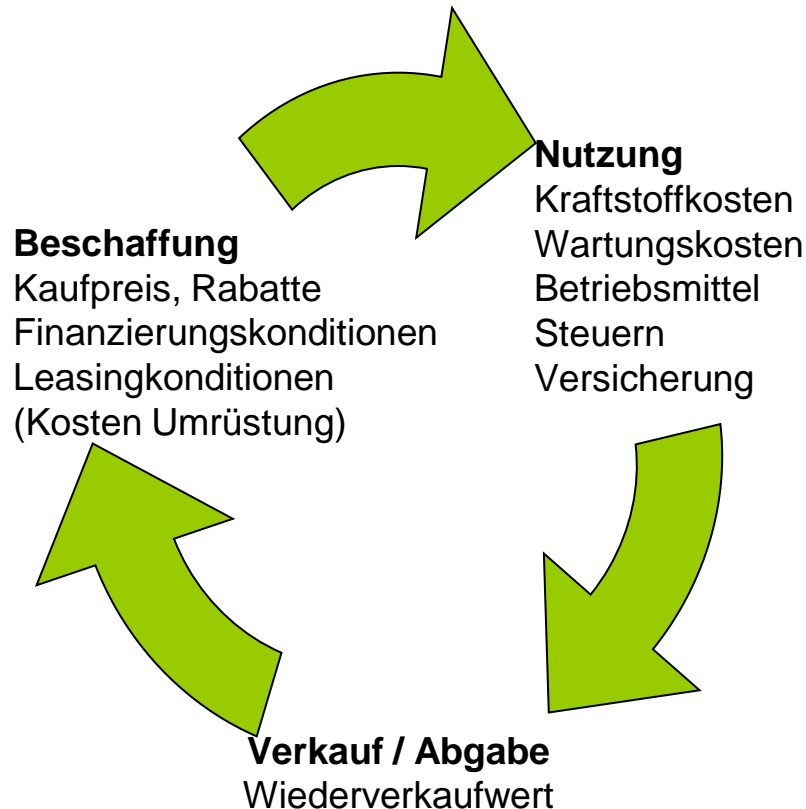 Beschaffung
Kaufpreis, Rabatte
Finanzierungskonditionen
Leasingkonditionen
(Kosten Umrüstung)
Nutzung
Kraftstoffkosten
Wartungskosten
Betriebsmittel
Steuern
Versicherung
Verkauf / Abgabe
Wiederverkaufwert